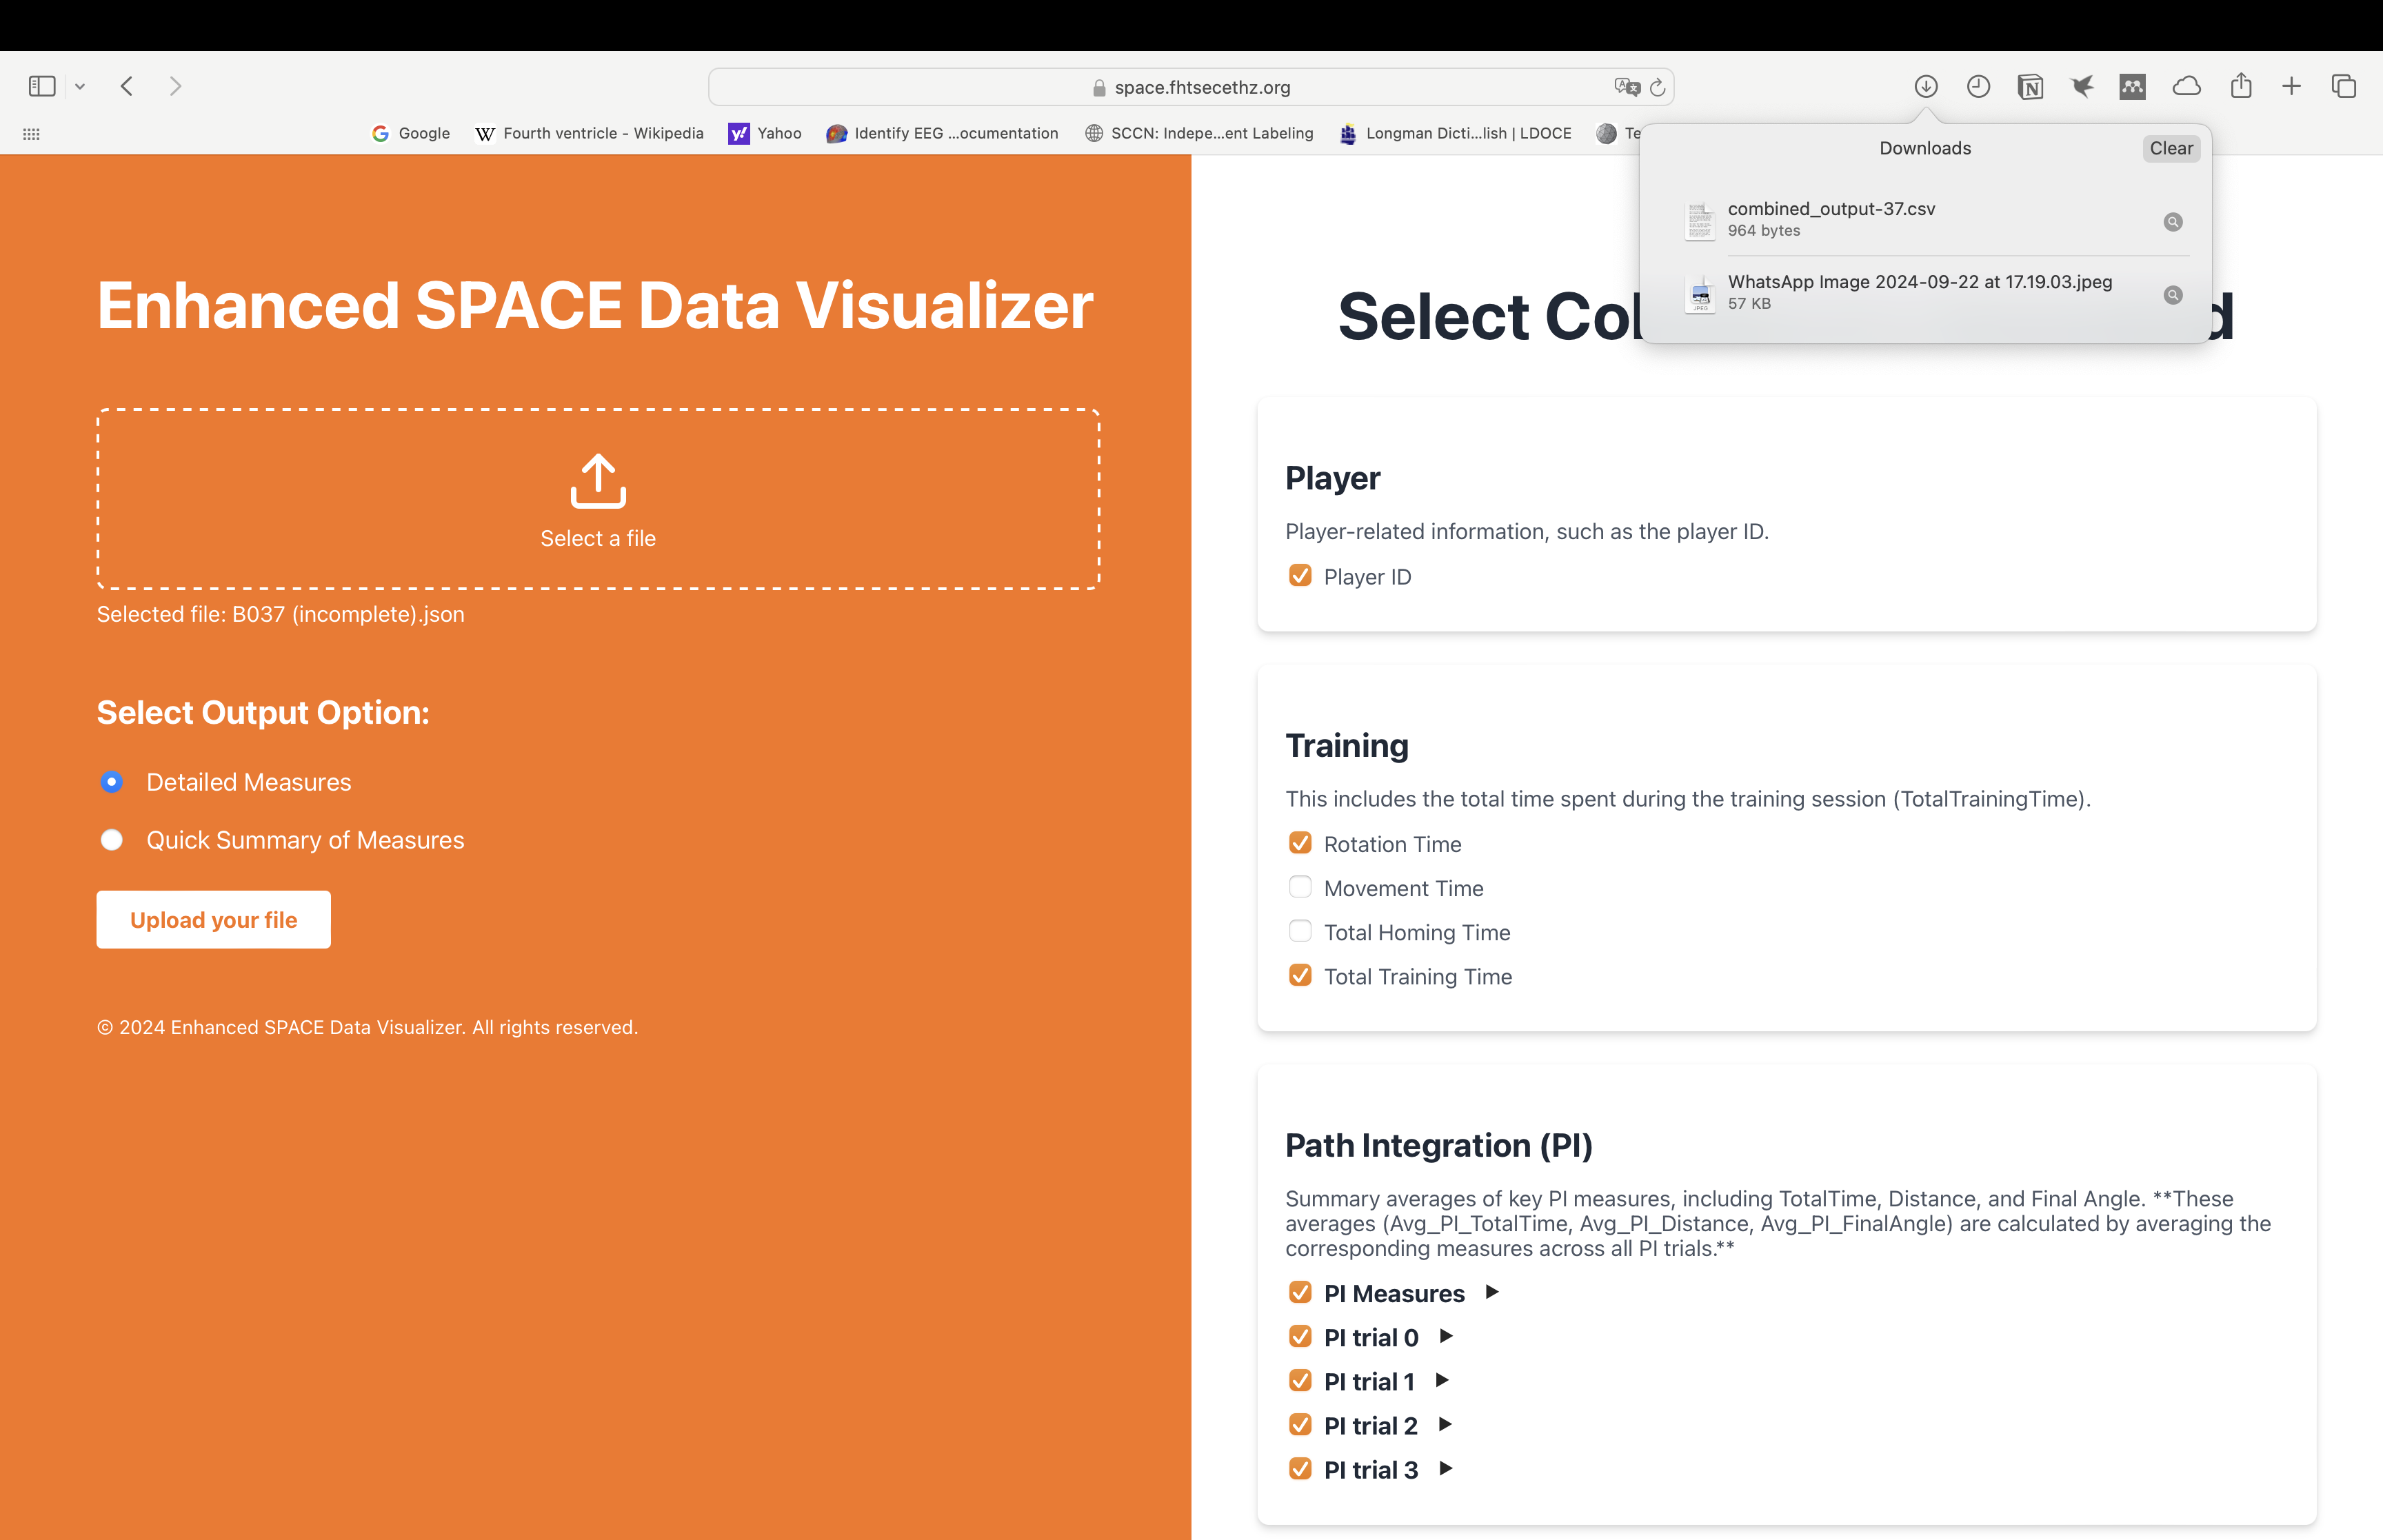 space.fhtsecethz.org
Google
Fourth ventricle - Wikipedia
Yahoo
Identify EEG ...ocumentation
SCCN: Indepe...ent Labeling
Longman Dicti...lish | LDOCE
Downloads
Clear
combined_output-37.csv
964 bytes
WhatsApp Image 2024-09-22 at 17.19.03.jpeg
57 KB
Enhanced SPACE Data Visualizer
Select a file
Selected file: B037 (incomplete).json
Select Output Option:
Detailed Measures
Quick Summary of Measures
Upload your file
© 2024 Enhanced SPACE Data Visualizer. All rights reserved.
Select
Player
Player-related information, such as the player ID.
Player ID
Training
This includes the total time spent during the training session (TotalTrainingTime).
Rotation Time
Movement Time
Total Homing Time
Total Training Time
Path Integration (PI)
Summary averages of key PI measures, including TotalTime, Distance, and Final Angle. **These
averages (Avg_PI_TotalTime, Avg_PI_Distance, Avg_PI_FinalAngle) are calculated by averaging the
corresponding measures across all PI trials.**
PI Measures
PI trial 0
PI trial 1
PI trial 2
PI trial 3